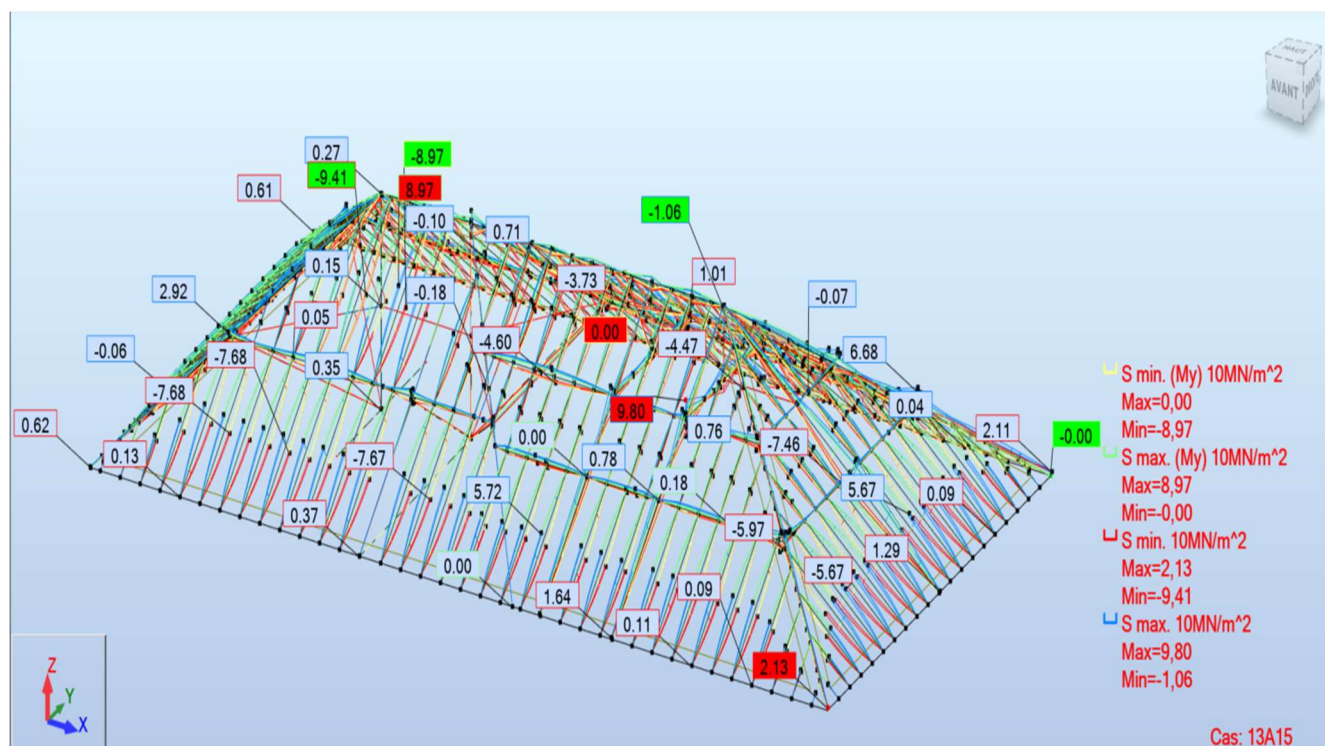 HAUT
AVANT
0.27
-8.97
-9.41
8.97
0.61
-0.10
-1.06
0.71
0.15
-3.73
1.01
2.92
-0.18
-0.07
0.05
0.00
-0.06
-7.68
-4.60
-4.47
6.68
0.35
-7.68
9.80
0.04
0.62
0.76
2.11
-0.00
0.13
0.00
-7.46
-7.67
0.78
5.72
0.18
5.67
0.09
0.37
-5.97
1.29
0.00
-5.67
1.64
0.09
0.11
2.13
S min. (My) 10MN/m^2
Max=0,00
Min=-8,97
S max. (My) 10MN/m^2
Max=8,97
Min=-0,00
S min. 10MN/m^2
Max=2,13
Min=-9,41
S max. 10MN/m^2
Max=9,80
Min=-1,06
Z
Y
X
Cas: 13A15